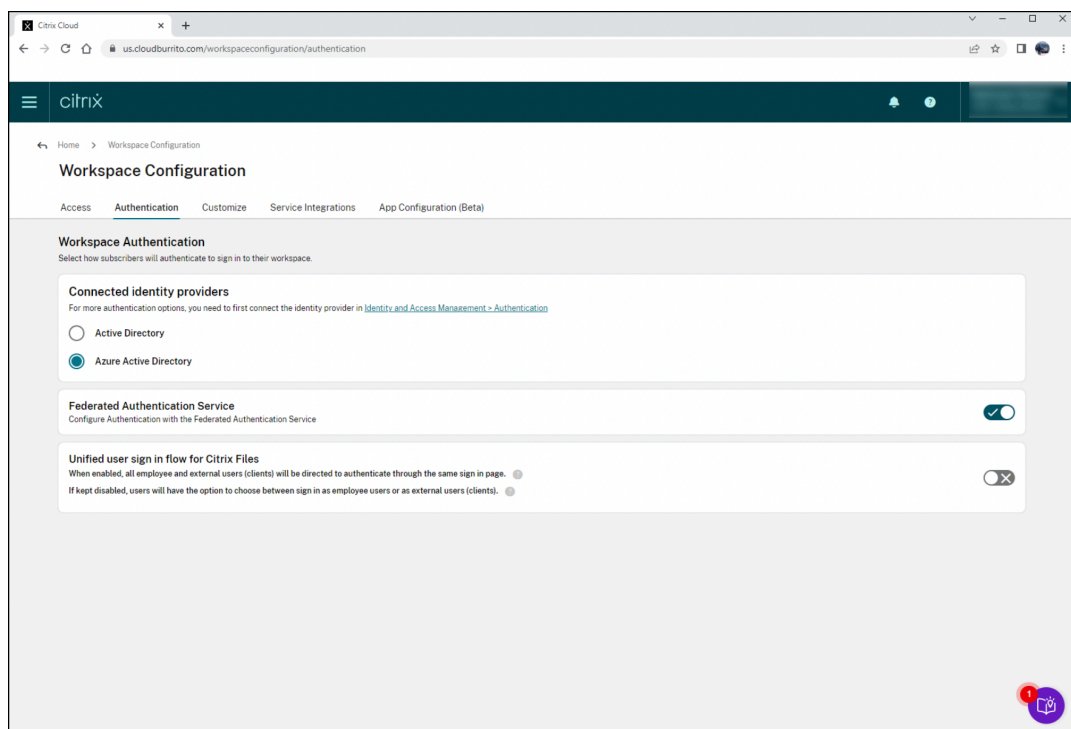 Citrix Cloud
us.cloudburrito.com/workspaceconfiguration/authentication
citrix
Home > Workspace Configuration
Workspace Configuration
Access Authentication Customize Service Integrations App Configuration (Beta)
Workspace Authentication
Select how subscribers will authenticate to sign in to their workspace.
Connected identity providers
For more authentication options, you need to first connect the identity provider in Identity and Access Management > Authentication
Active Directory
Azure Active Directory
Federated Authentication Service
Configure Authentication with the Federated Authentication Service
Unified user sign in flow for Citrix Files
When enabled, all employee and external users (clients) will be directed to authenticate through the same sign in page. ?
If kept disabled, users will have the option to choose between sign in as employee users or as external users (clients). ?
1